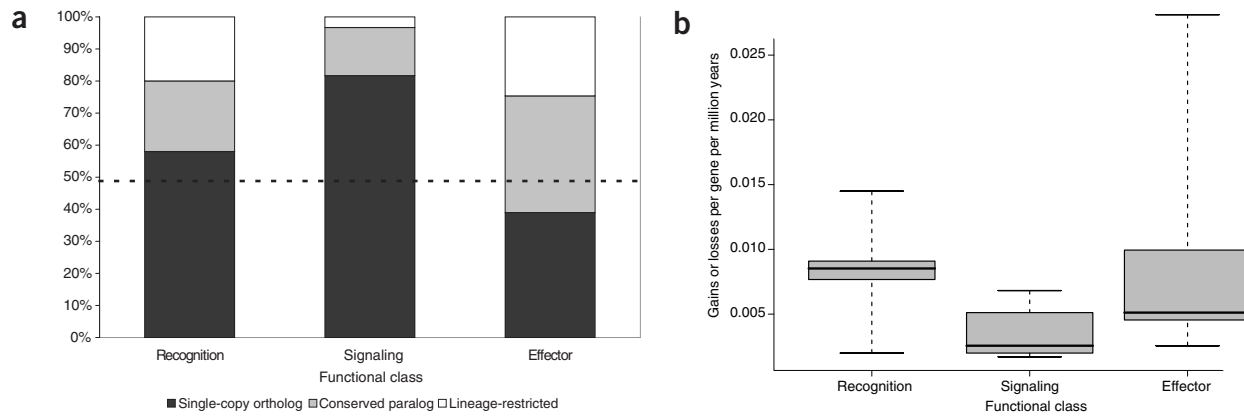 a
100%
90%
80%
70%
60%
50%
40%
30%
20%
10%
0%
Recognition Signaling Effector
Functional class
Single-copy ortholog Conserved paralog Lineage-restricted
b
Gains or losses per gene per million years
0.025
0.020
0.015
0.010
0.005
Recognition Signaling Effector
Functional class